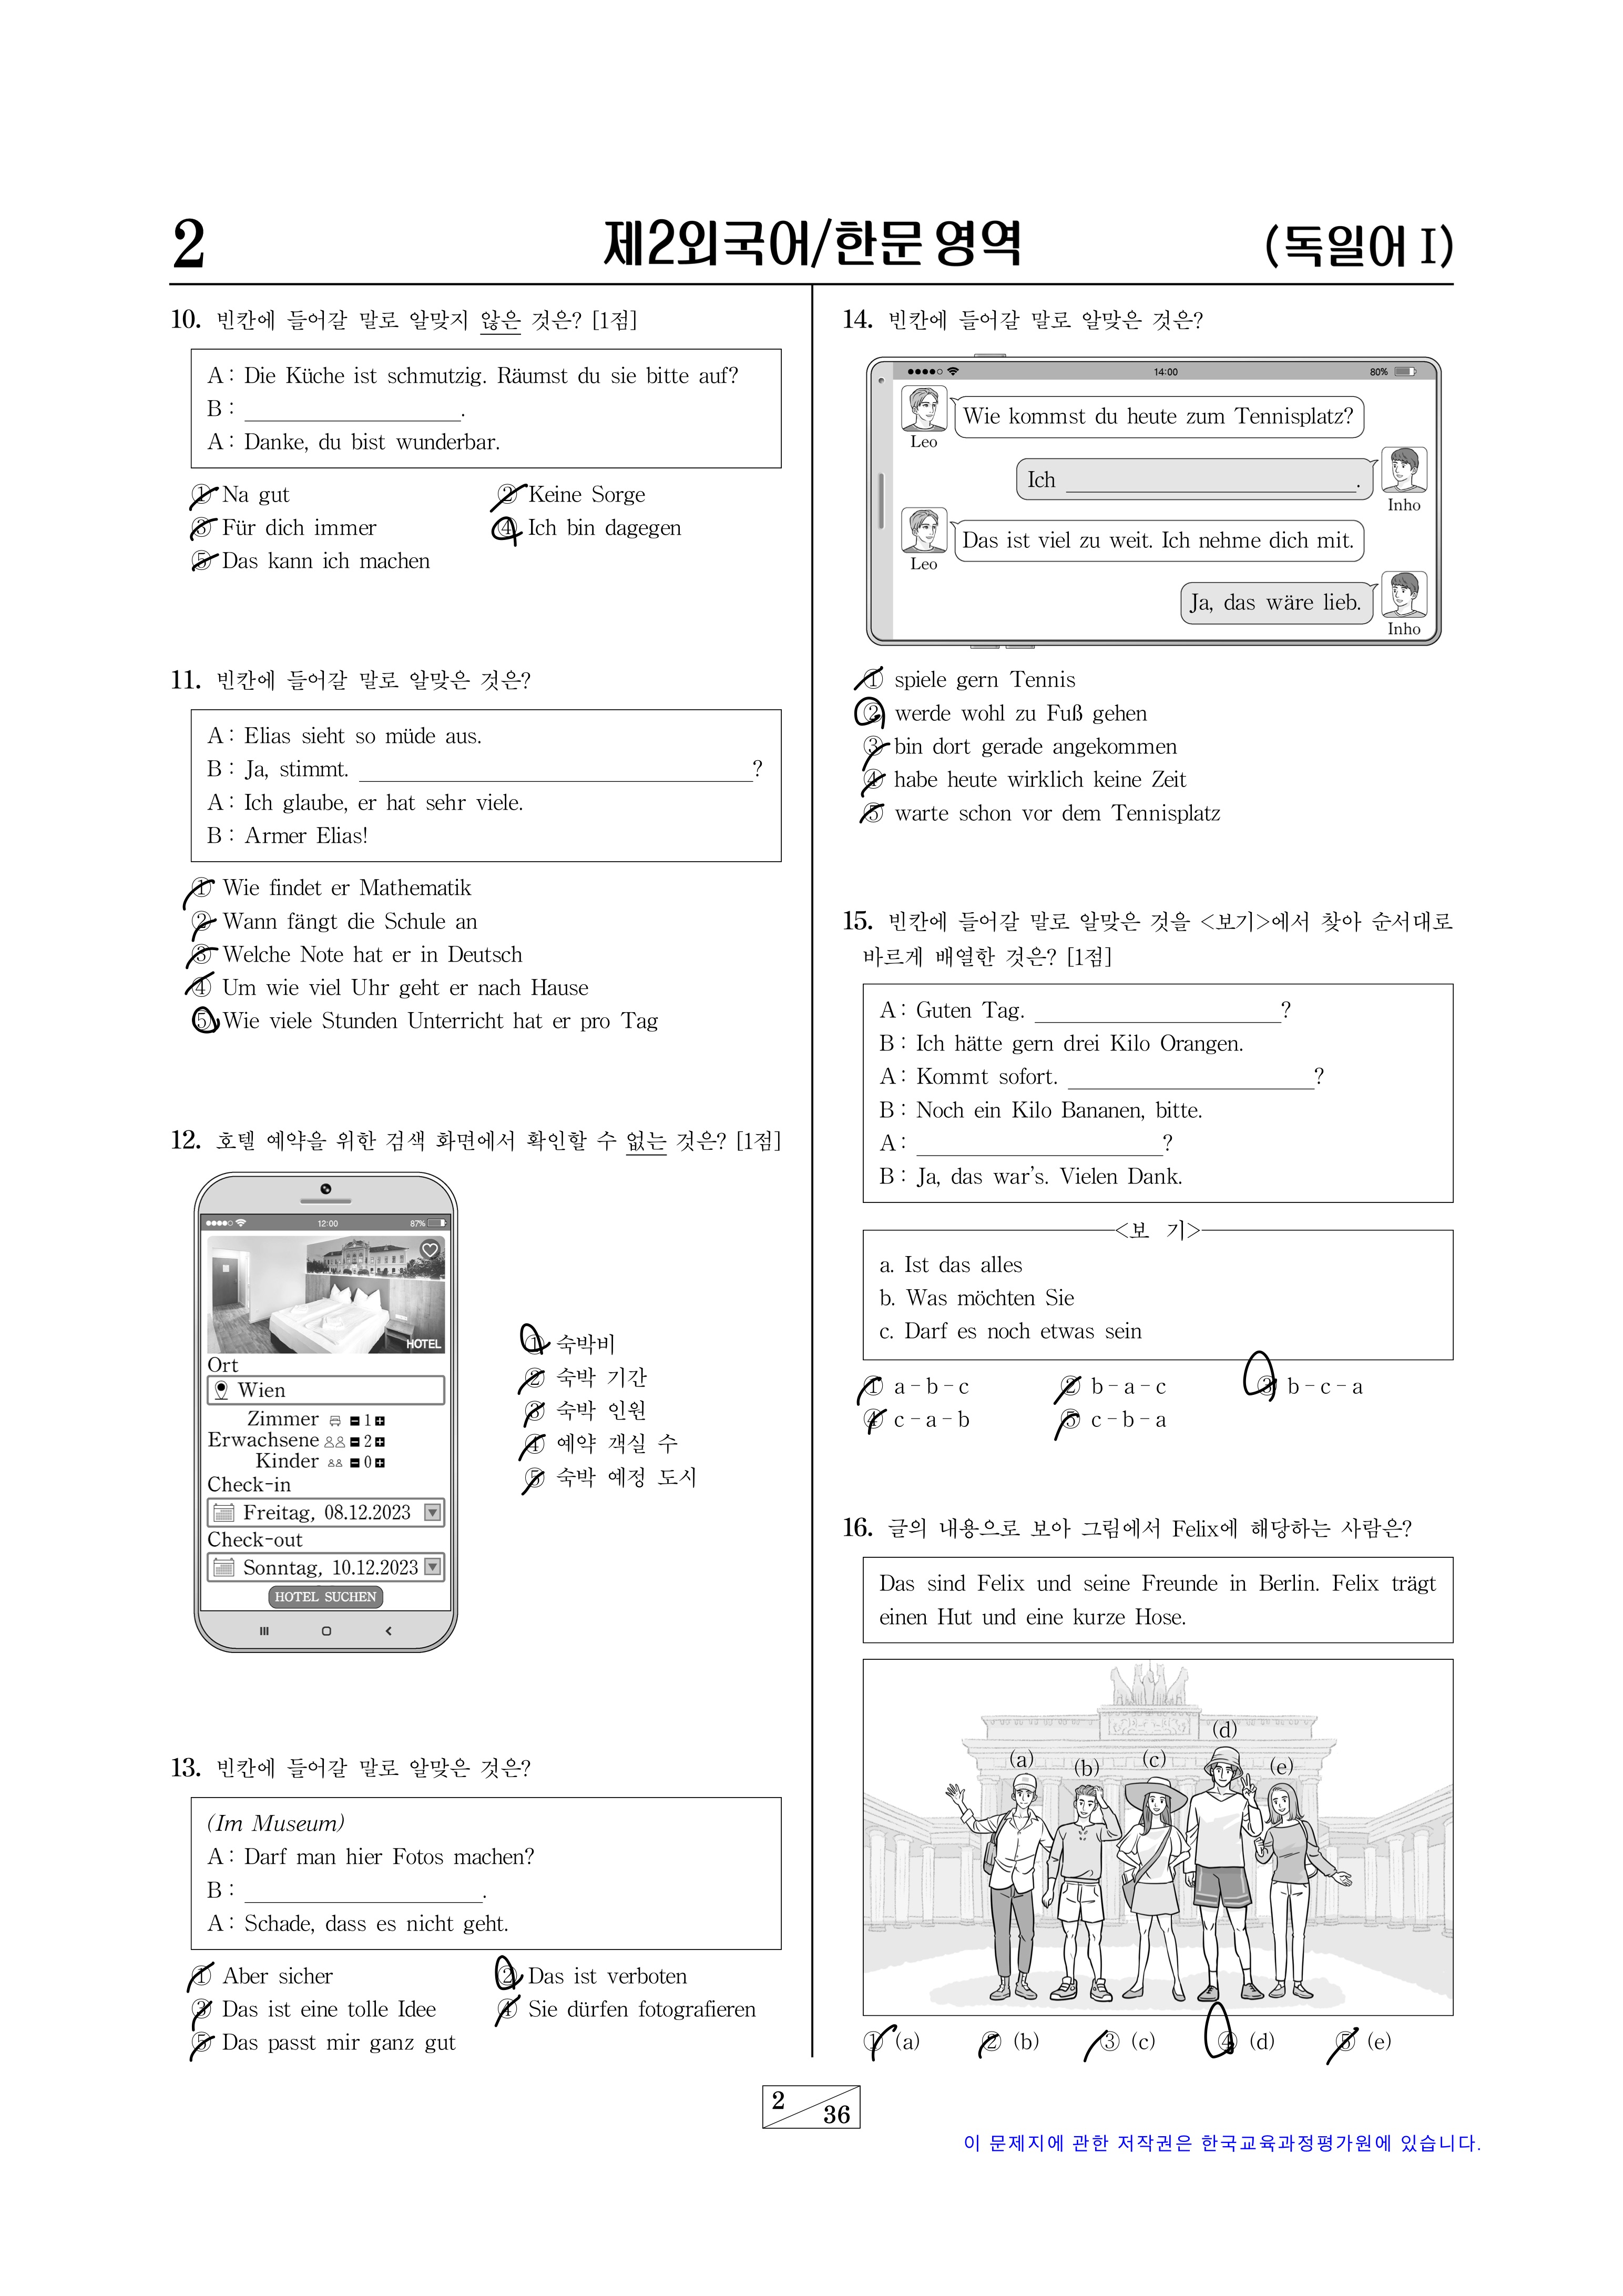 2
제2외국어/한문 영역
(독일어 I)
10. 빈칸에 들어갈 말로 알맞지 않은 것은? [1점]
A : Die Küche ist schmutzig. Räumst du sie bitte auf?
B : ____________.
A : Danke, du bist wunderbar.
① Na gut
② Keine Sorge
③ Für dich immer
④ Ich bin dagegen
⑤ Das kann ich machen
11. 빈칸에 들어갈 말로 알맞은 것은?
A : Elias sieht so müde aus.
B : Ja, stimmt. ____________?
A : Ich glaube, er hat sehr viele.
B : Armer Elias!
① Wie findet er Mathematik
② Wann fängt die Schule an
③ Welche Note hat er in Deutsch
④ Um wie viel Uhr geht er nach Hause
⑤ Wie viele Stunden Unterricht hat er pro Tag
12. 호텔 예약을 위한 검색 화면에서 확인할 수 없는 것은? [1점]
12:00
87%
HOTEL
Ort
Wien
Zimmer 1
Erwachsene 2
Kinder 0
Check-in
Freitag, 08.12.2023
Check-out
Sonntag, 10.12.2023
HOTEL SUCHEN
① 숙박비
② 숙박 기간
③ 숙박 인원
④ 예약 객실 수
⑤ 숙박 예정 도시
13. 빈칸에 들어갈 말로 알맞은 것은?
(Im Museum)
A : Darf man hier Fotos machen?
B : ____________.
A : Schade, dass es nicht geht.
① Aber sicher
② Das ist verboten
③ Das ist eine tolle Idee
④ Sie dürfen fotografieren
⑤ Das passt mir ganz gut
14. 빈칸에 들어갈 말로 알맞은 것은?
14:00
80%
Wie kommst du heute zum Tennisplatz?
Leo
Ich ____________.
Inho
Das ist viel zu weit. Ich nehme dich mit.
Leo
Ja, das wäre lieb.
Inho
① spiele gern Tennis
② werde wohl zu Fuß gehen
③ bin dort gerade angekommen
④ habe heute wirklich keine Zeit
⑤ warte schon vor dem Tennisplatz
15. 빈칸에 들어갈 말로 알맞은 것을 <보기>에서 찾아 순서대로
바르게 배열한 것은? [1점]
A : Guten Tag. ____________?
B : Ich hätte gern drei Kilo Orangen.
A : Kommt sofort. ____________?
B : Noch ein Kilo Bananen, bitte.
A : ____________?
B : Ja, das war's. Vielen Dank.
<보 기>
a. Ist das alles
b. Was möchten Sie
c. Darf es noch etwas sein
① a-b-c
② b-a-c
③ b-c-a
④ c-a-b
⑤ c-b-a
16. 글의 내용으로 보아 그림에서 Felix에 해당하는 사람은?
Das sind Felix und seine Freunde in Berlin. Felix trägt
einen Hut und eine kurze Hose.
(a)
(b)
(c)
(d)
(e)
① (a)
② (b)
③ (c)
④ (d)
⑤ (e)
2
36
이 문제지에 관한 저작권은 한국교육과정평가원에 있습니다.